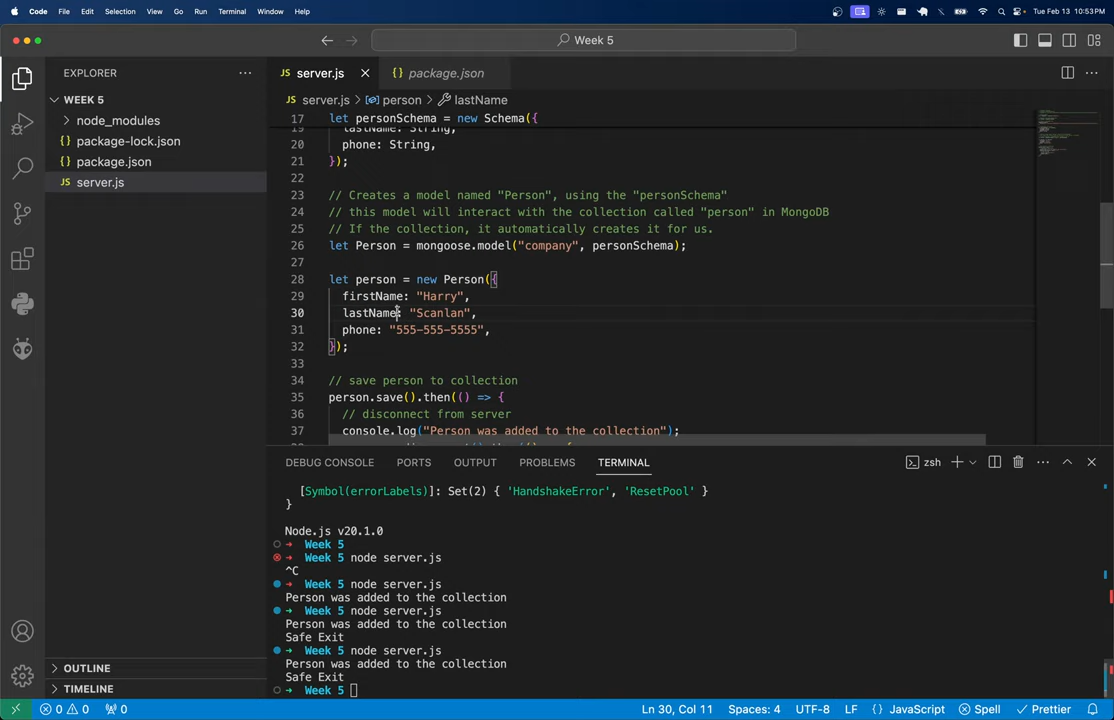 Code File Edit Selection View Go Run Terminal Window Help Tue Feb 13 10:53 PM
Week 5
EXPLORER
WEEK 5
node_modules
{} package-lock.json
{} package.json
JS server.js
OUTLINE
TIMELINE
JS server.js {} package.json
JS server.js > person > lastName
17 let personSchema = new Schema({
19 lastName: String,
20 phone: String,
21 });
22
23 // Creates a model named "Person", using the "personSchema"
24 // this model will interact with the collection called "person" in MongoDB
25 // If the collection, it automatically creates it for us.
26 let Person = mongoose.model("company", personSchema);
27
28 let person = new Person({
29 firstName: "Harry",
30 lastName: "Scanlan",
31 phone: "555-555-5555",
32 });
33
34 // save person to collection
35 person.save().then(() => {
36 // disconnect from server
37 console.log("Person was added to the collection");
DEBUG CONSOLE PORTS OUTPUT PROBLEMS TERMINAL zsh
[Symbol(errorLabels)]: Set(2) { 'HandshakeError', 'ResetPool' }
}
Node.js v20.1.0
➜ Week 5
➜ Week 5 node server.js
^C
➜ Week 5 node server.js
Person was added to the collection
➜ Week 5 node server.js
Person was added to the collection
Safe Exit
➜ Week 5 node server.js
Person was added to the collection
Safe Exit
➜ Week 5
0 0 0 Ln 30, Col 11 Spaces: 4 UTF-8 LF {} JavaScript Spell Prettier